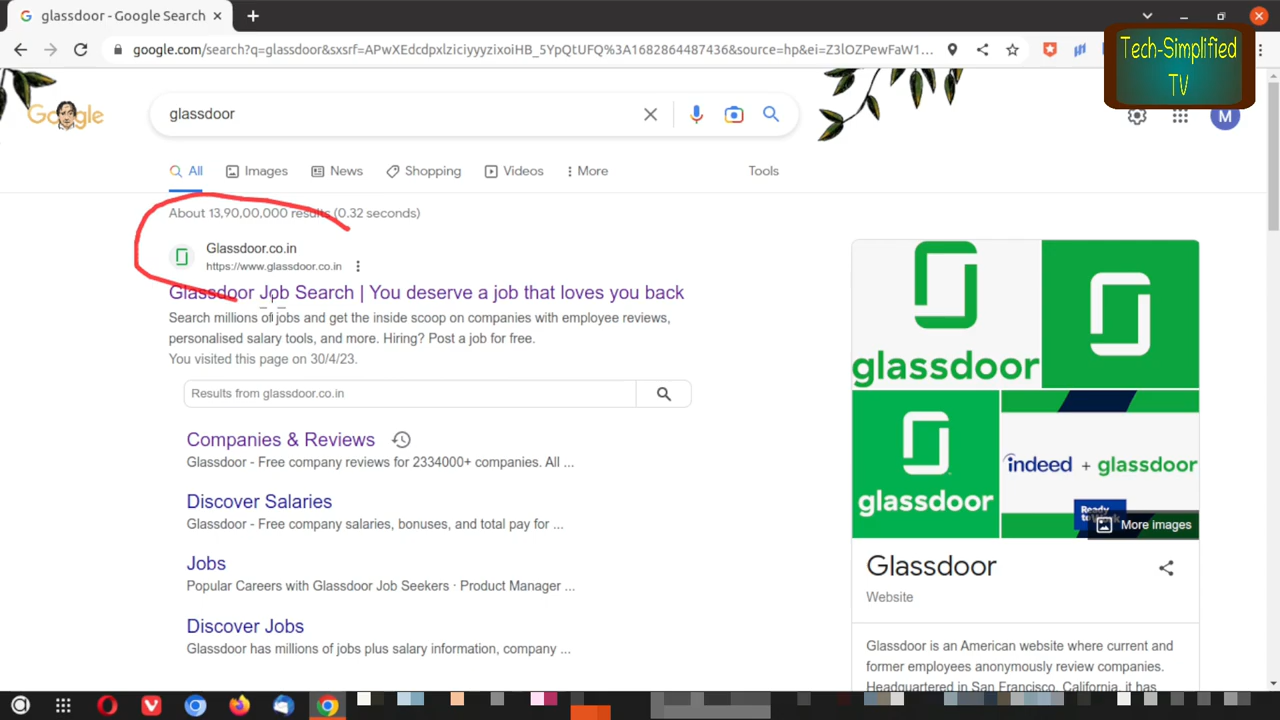 glassdoor - Google Search
google.com/search?q=glassdoor&sxsrf=APwXEdcdpxlziciyyyzixoiHB_5YpQtUFQ%3A1682864487436&source=hp&ei=Z3lOZPewFaW1...
Tech-Simplified
TV
Google
glassdoor
M
All Images News Shopping Videos More Tools
About 13,90,00,000 results (0.32 seconds)
Glassdoor.co.in
https://www.glassdoor.co.in
Glassdoor Job Search | You deserve a job that loves you back
Search millions of jobs and get the inside scoop on companies with employee reviews,
personalised salary tools, and more. Hiring? Post a job for free.
You visited this page on 30/4/23.
Results from glassdoor.co.in
Companies & Reviews
Glassdoor - Free company reviews for 2334000+ companies. All ...
Discover Salaries
Glassdoor - Free company salaries, bonuses, and total pay for ...
Jobs
Popular Careers with Glassdoor Job Seekers · Product Manager ...
Discover Jobs
Glassdoor has millions of jobs plus salary information, company ...
glassdoor
glassdoor
indeed + glassdoor
Ready
More images
Glassdoor
Website
Glassdoor is an American website where current and
former employees anonymously review companies.
Headquartered in San Francisco, California, it has